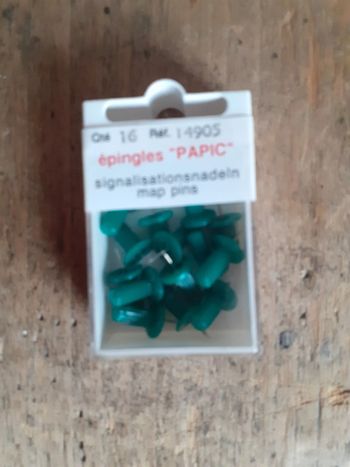 Qté 16 Réf. 14905
épingles "PAPIC"
signalisationsnadeln
map pins